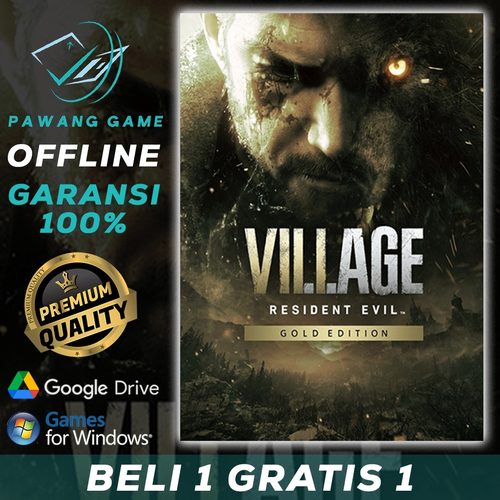 PAWANG GAME
OFFLINE
GARANSI
100%
PREMIUM
QUALITY
Google Drive
Games
for Windows®
VILLAGE
RESIDENT EVIL™
GOLD EDITION
BELI 1 GRATIS 1